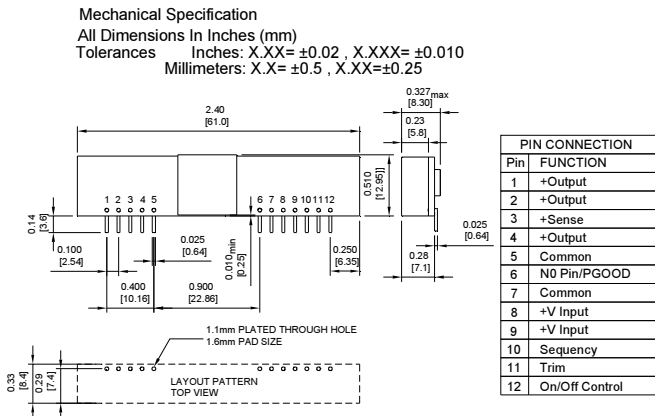 Mechanical Specification
All Dimensions In Inches (mm)
Tolerances Inches: X.XX= ±0.02 , X.XXX= ±0.010
Millimeters: X.X= ±0.5 , X.XX=±0.25
2.40
[61.0]
0.327max
[8.30]
0.23
[5.8]
1 2 3 4 5
6 7 8 9 10 11 12
0.510
[12.95]]
0.14
[3.6]
0.100
[2.54]
0.025
[0.64]
0.010min
[0.25]
0.250
[6.35]
0.400
[10.16]
0.900
[22.86]
0.28
[7.1]
0.025
[0.64]
1.1mm PLATED THROUGH HOLE
1.6mm PAD SIZE
0.33
[8.4]
0.29
[7.4]
LAYOUT PATTERN
TOP VIEW
PIN CONNECTION
Pin FUNCTION
1 +Output
2 +Output
3 +Sense
4 +Output
5 Common
6 N0 Pin/PGOOD
7 Common
8 +V Input
9 +V Input
10 Sequency
11 Trim
12 On/Off Control